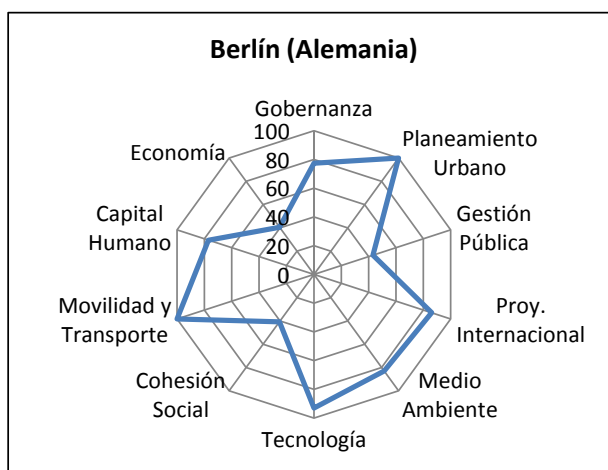 Berlín (Alemania)
Gobernanza
Planeamiento
Urbano
Gestión
Pública
Proy.
Internacional
Medio
Ambiente
Tecnología
Cohesión
Social
Movilidad y
Transporte
Capital
Humano
Economía
100
80
60
40
20
0